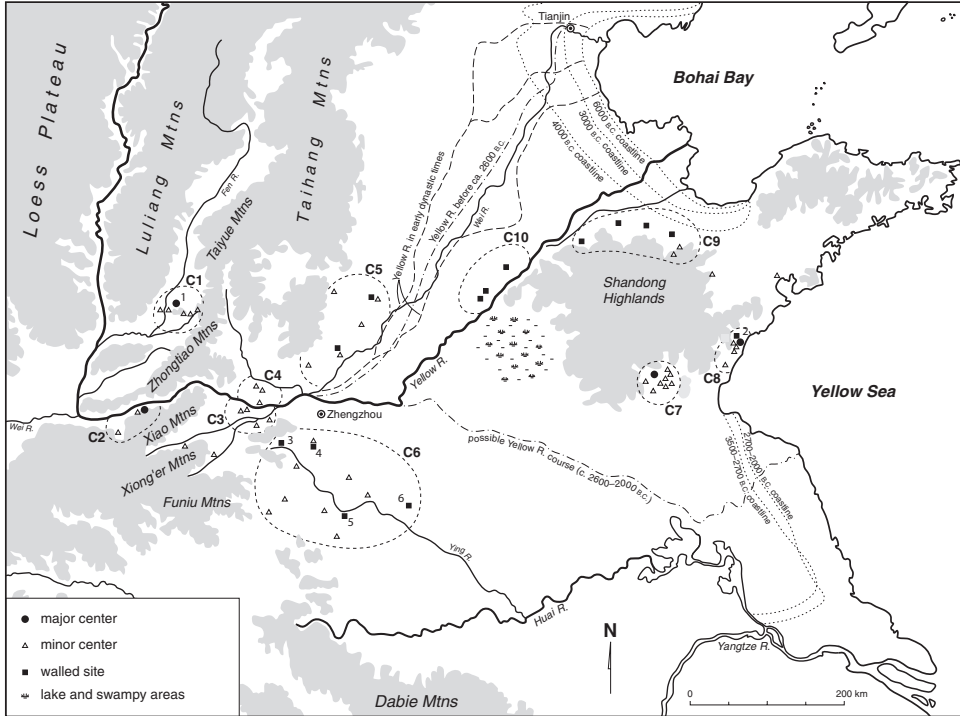 Tianjin
Bohai Bay
Loess Plateau
Luliang Mtns
Taihang Mtns
Fen R.
Taiyue Mtns
6000 B.C. coastline
3000 B.C. coastline
4000 B.C. coastline
Yellow R. in early dynastic times
Yellow R. before ca. 2600 B.C.
Wei R.
C10
C9
C5
C1
1
Shandong
Highlands
Zhongtiao Mtns
2
C8
C4
Yellow R.
C7
Yellow Sea
Wei R.
C2
Xiao Mtns
C3
Zhengzhou
3
4
C6
Xiong'er Mtns
possible Yellow R. course (c. 2600–2000 B.C.)
2700–2000 B.C.
3500–2700 B.C.
coastline
coastline
Funiu Mtns
6
5
Ying R.
Huai R.
major center
minor center
walled site
lake and swampy areas
N
Yangtze R.
0 200 km
Dabie Mtns